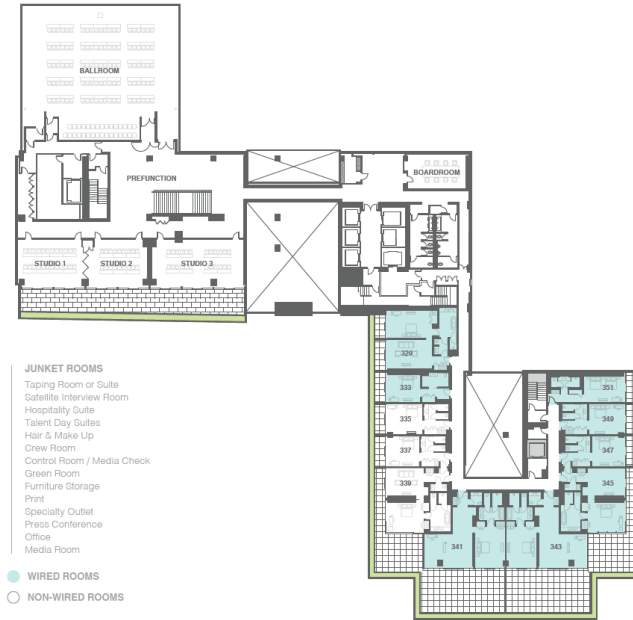 BALLROOM
PREFUNCTION
BOARDROOM
STUDIO 1
STUDIO 2
STUDIO 3
329
333
335
337
339
341
343
351
349
347
345
JUNKET ROOMS
Taping Room or Suite
Satellite Interview Room
Hospitality Suite
Talent Day Suites
Hair & Make Up
Crew Room
Control Room / Media Check
Green Room
Furniture Storage
Print
Specialty Outlet
Press Conference
Office
Media Room
WIRED ROOMS
NON-WIRED ROOMS